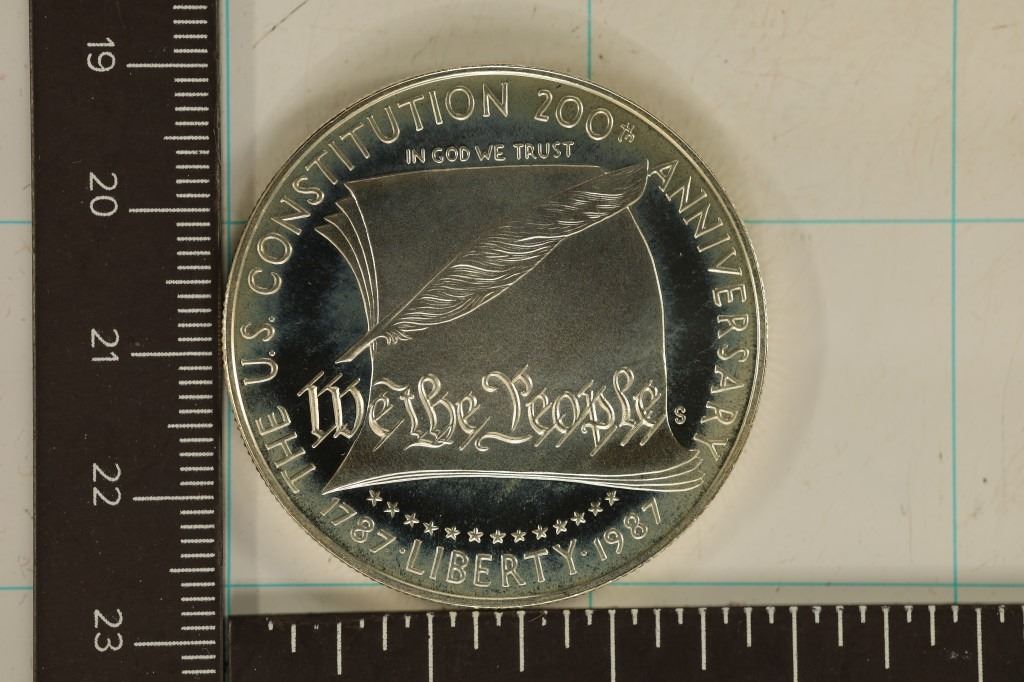 THE U.S. CONSTITUTION 200TH ANNIVERSARY
IN GOD WE TRUST
We the People
S
1787 · LIBERTY · 1987
19
20
21
22
23